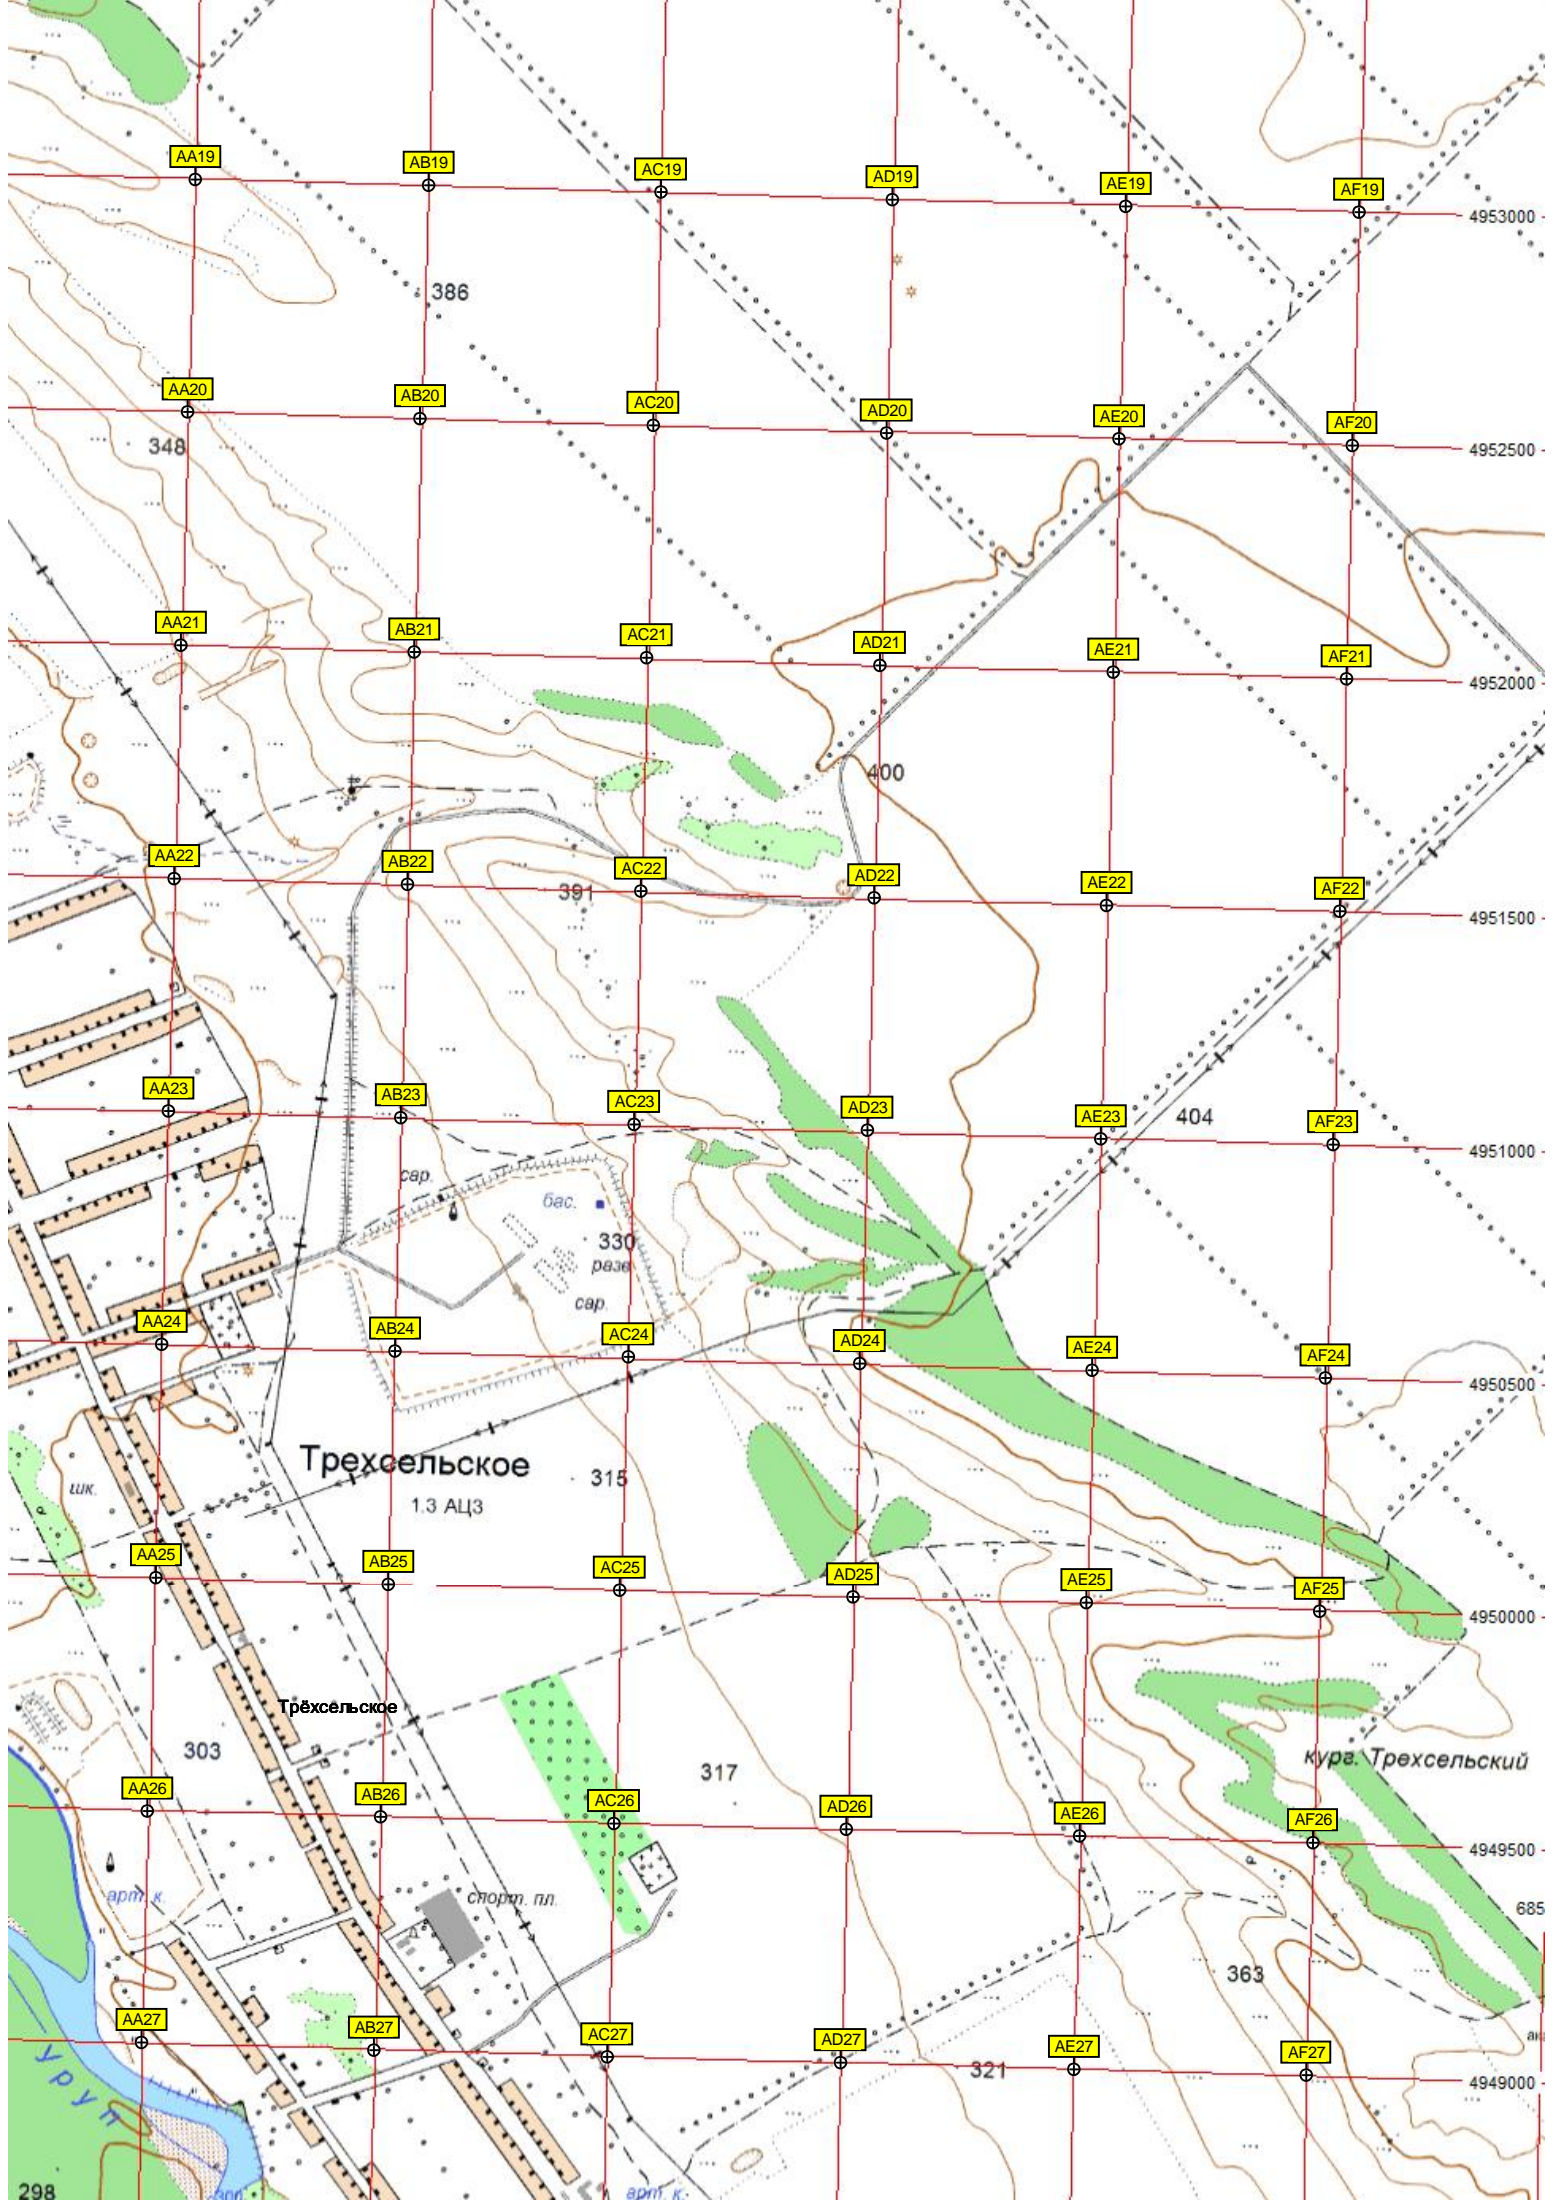 AA19 AB19 AC19 AD19 AE19 AF19
4953000
386
AA20 AB20 AC20 AD20 AE20 AF20
348
4952500
AA21 AB21 AC21 AD21 AE21 AF21
4952000
400
AA22 AB22 AC22 AD22 AE22 AF22
391
4951500
AA23 AB23 AC23 AD23 AE23 AF23
404
4951000
сар.
бас.
330
разв
сар.
AA24 AB24 AC24 AD24 AE24 AF24
4950500
Трехсельское
315
шк.
1.3 АЦЗ
AA25 AB25 AC25 AD25 AE25 AF25
4950000
Трёхсельское
303
317
кург. Трехсельский
AA26 AB26 AC26 AD26 AE26 AF26
4949500
арт. к.
спорт. пл.
685
363
AA27 AB27 AC27 AD27 AE27 AF27
321
4949000
Уруп
298
арт. к.